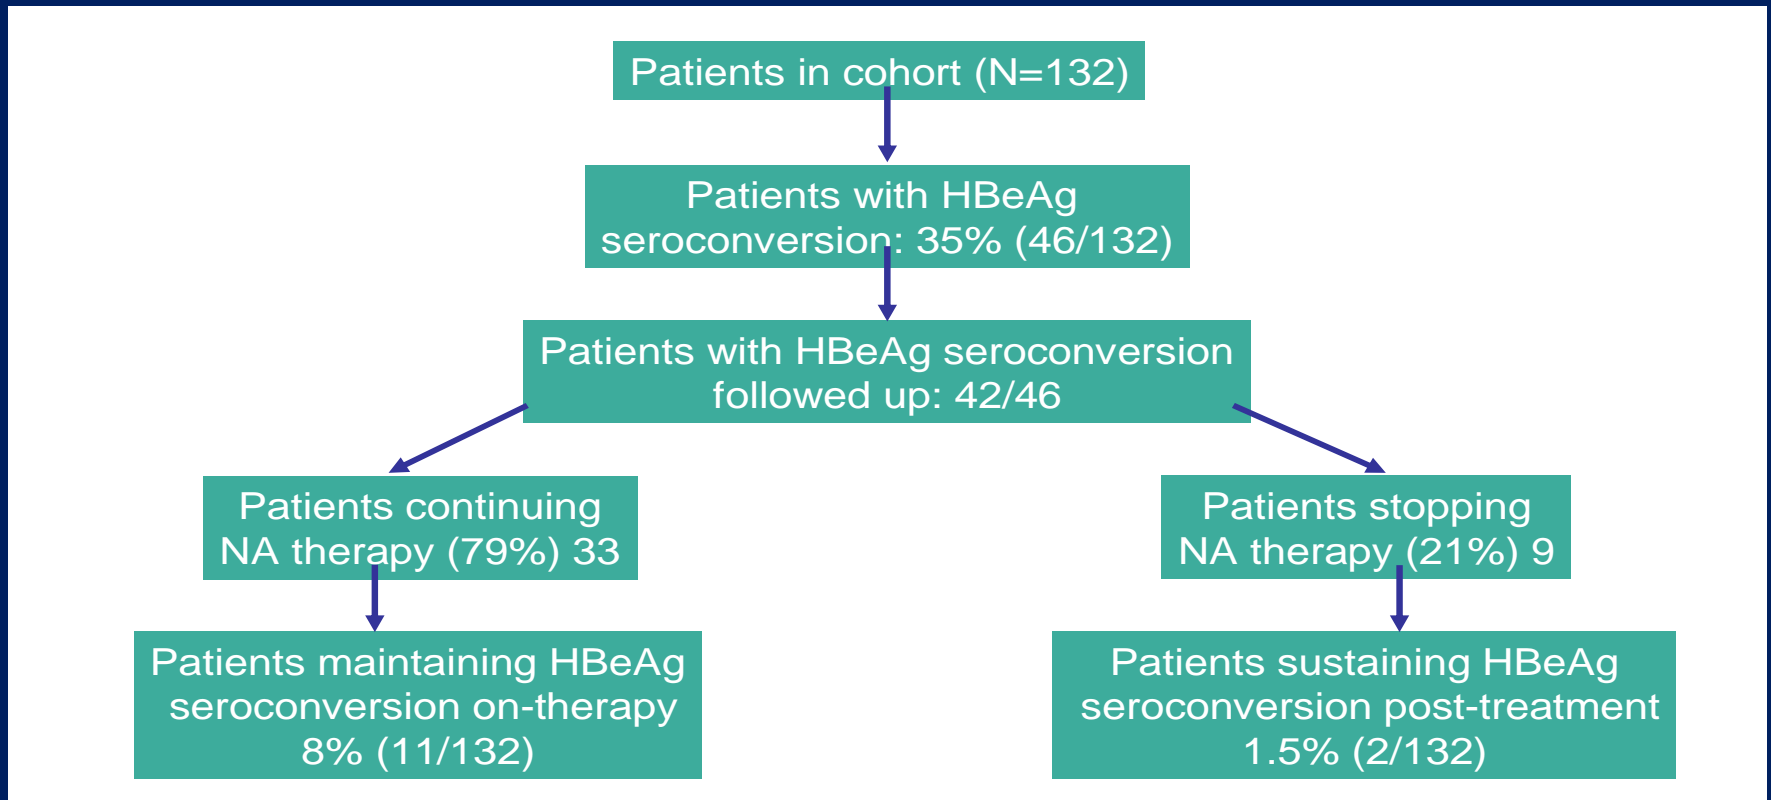 Patients in cohort (N=132)
Patients with HBeAg
seroconversion: 35% (46/132)
Patients with HBeAg seroconversion
followed up: 42/46
Patients continuing
NA therapy (79%) 33
Patients stopping
NA therapy (21%) 9
Patients maintaining HBeAg
seroconversion on-therapy
8% (11/132)
Patients sustaining HBeAg
seroconversion post-treatment
1.5% (2/132)